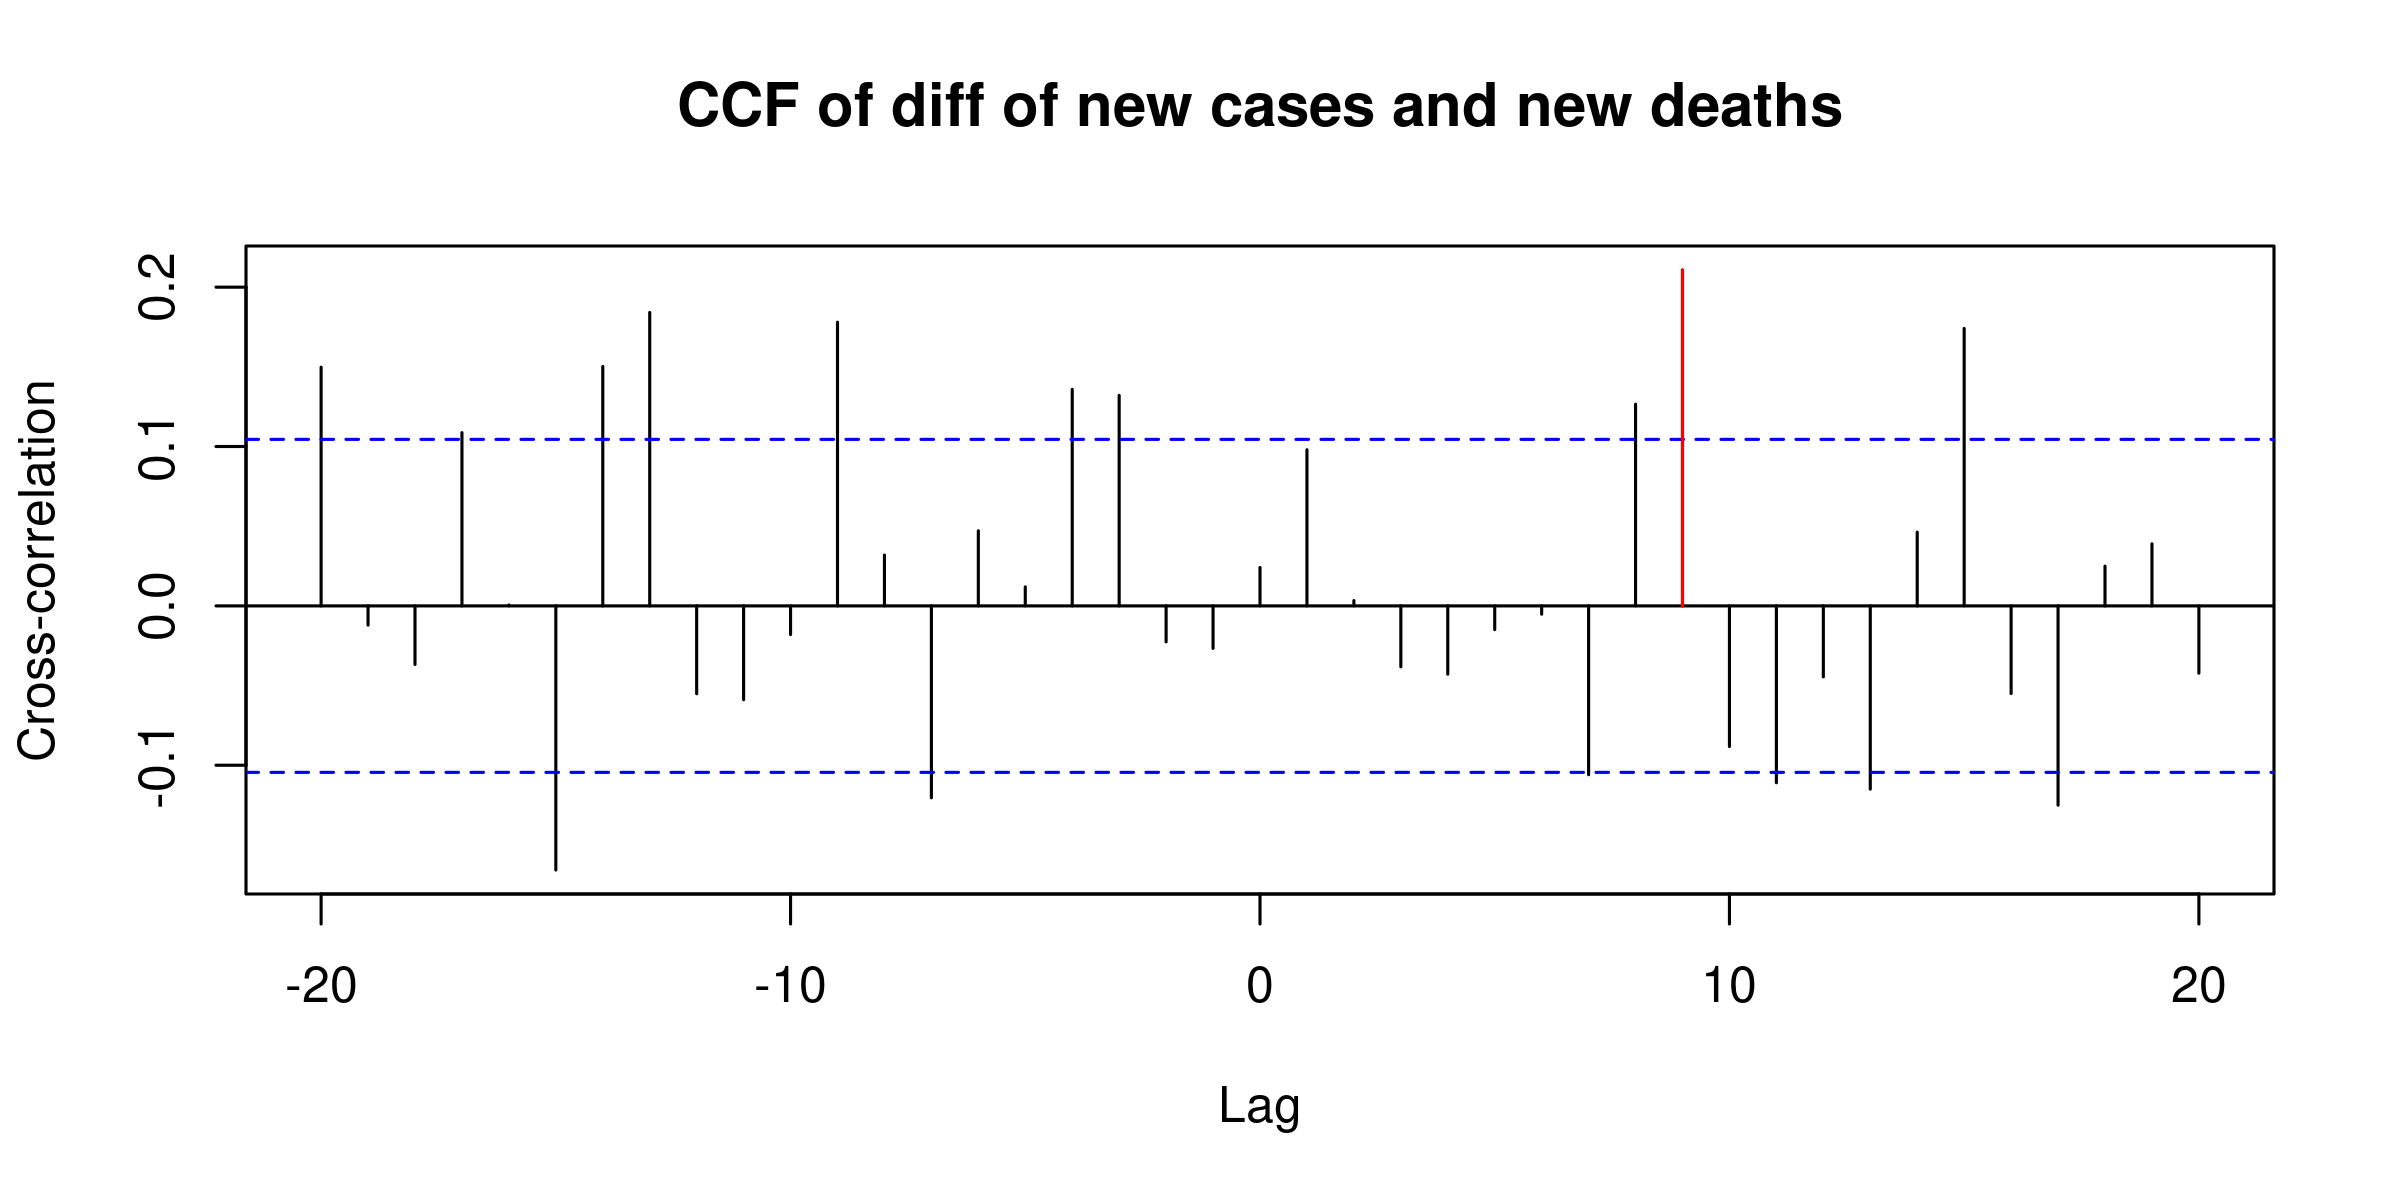 CCF of diff of new cases and new deaths
Cross-correlation
0.2
0.1
0.0
-0.1
-20 -10 0 10 20
Lag